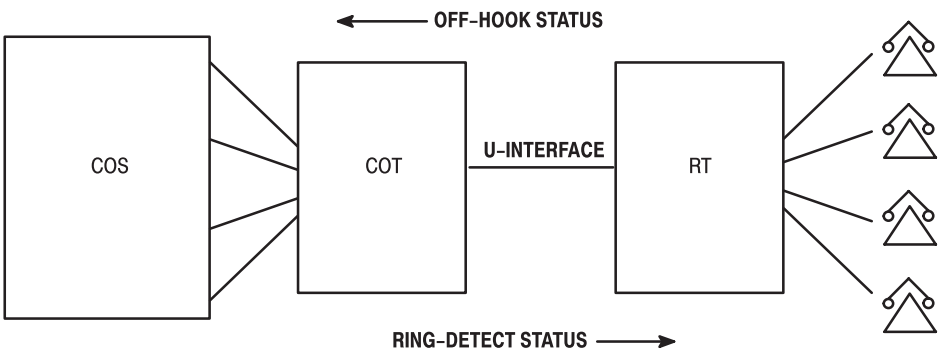 OFF–HOOK STATUS
COS
COT
U–INTERFACE
RT
RING–DETECT STATUS